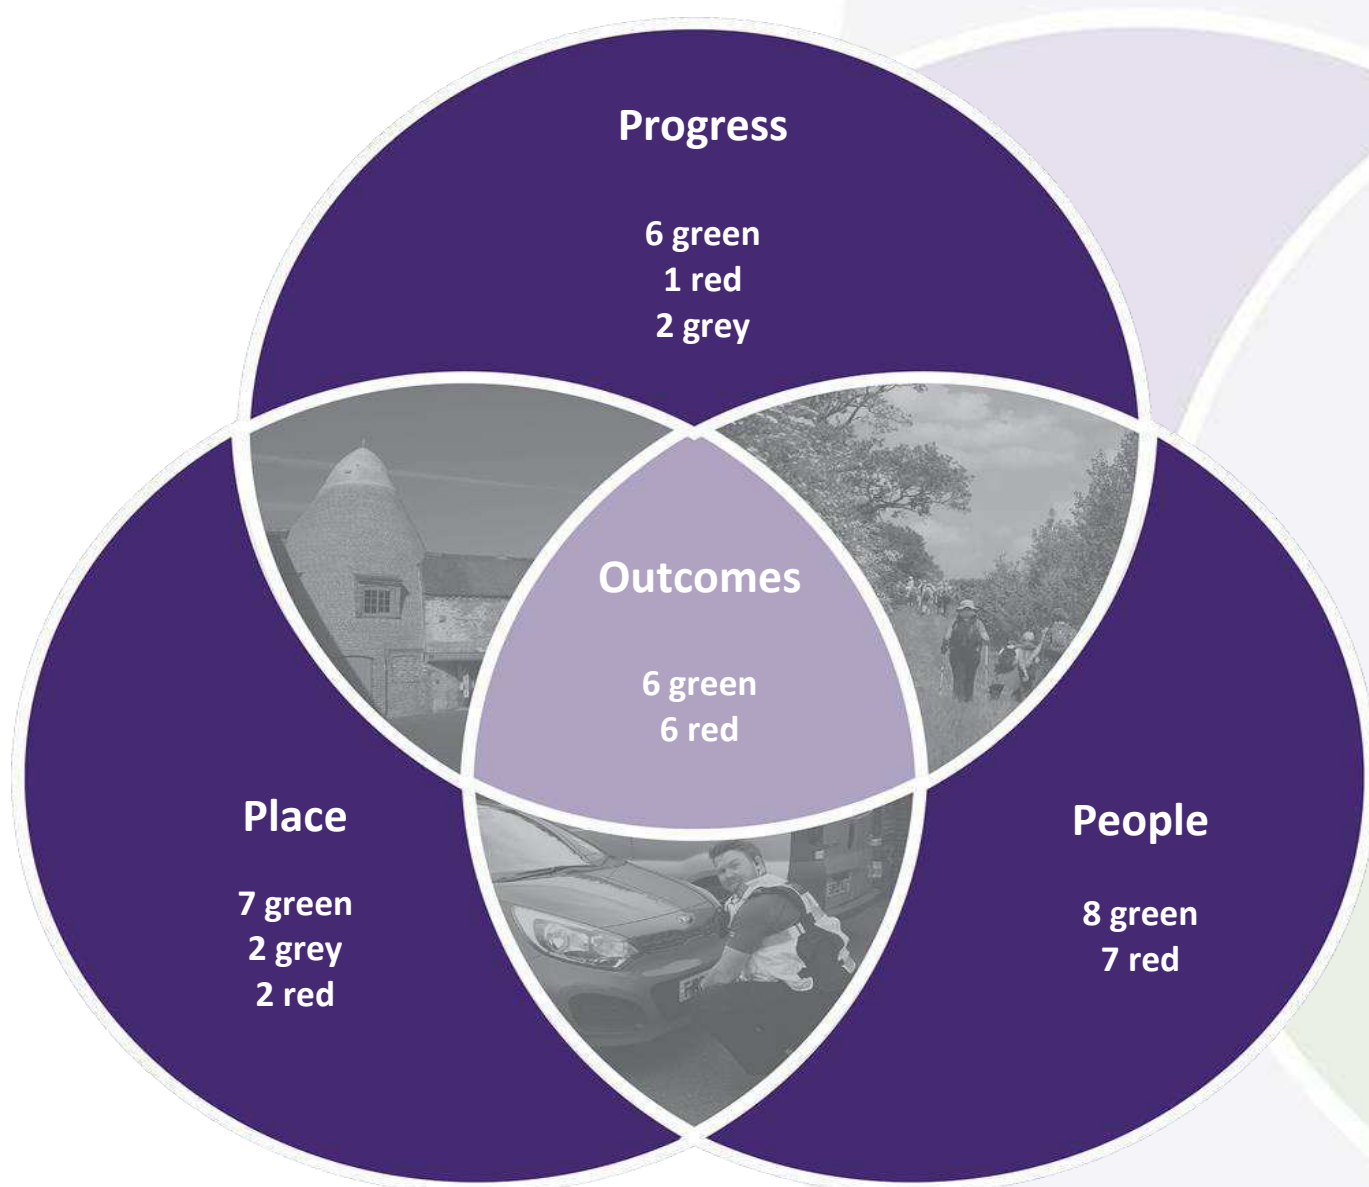 Progress
6 green
1 red
2 grey
Outcomes
6 green
6 red
Place
7 green
2 grey
2 red
People
8 green
7 red